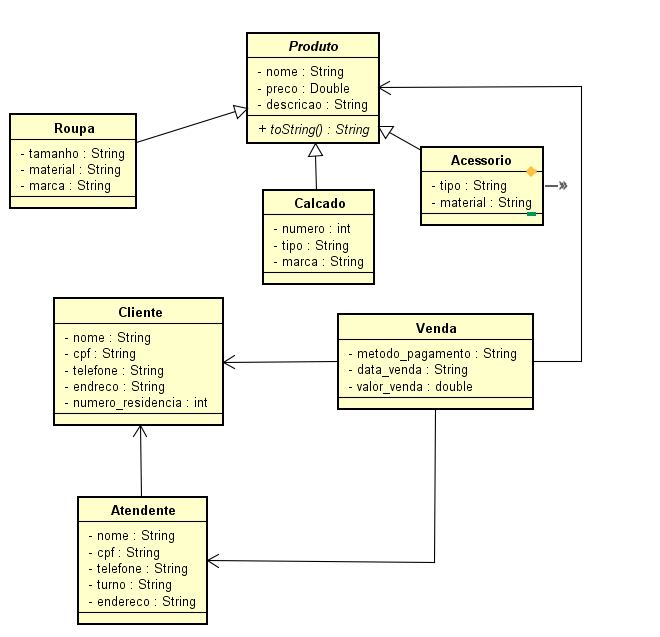 Produto
- nome : String
- preco : Double
- descricao : String
+ toString() : String
Roupa
- tamanho : String
- material : String
- marca : String
Acessorio
- tipo : String
- material : String
Calcado
- numero : int
- tipo : String
- marca : String
Cliente
- nome : String
- cpf : String
- telefone : String
- endreco : String
- numero_residencia : int
Venda
- metodo_pagamento : String
- data_venda : String
- valor_venda : double
Atendente
- nome : String
- cpf : String
- telefone : String
- turno : String
- endereco : String